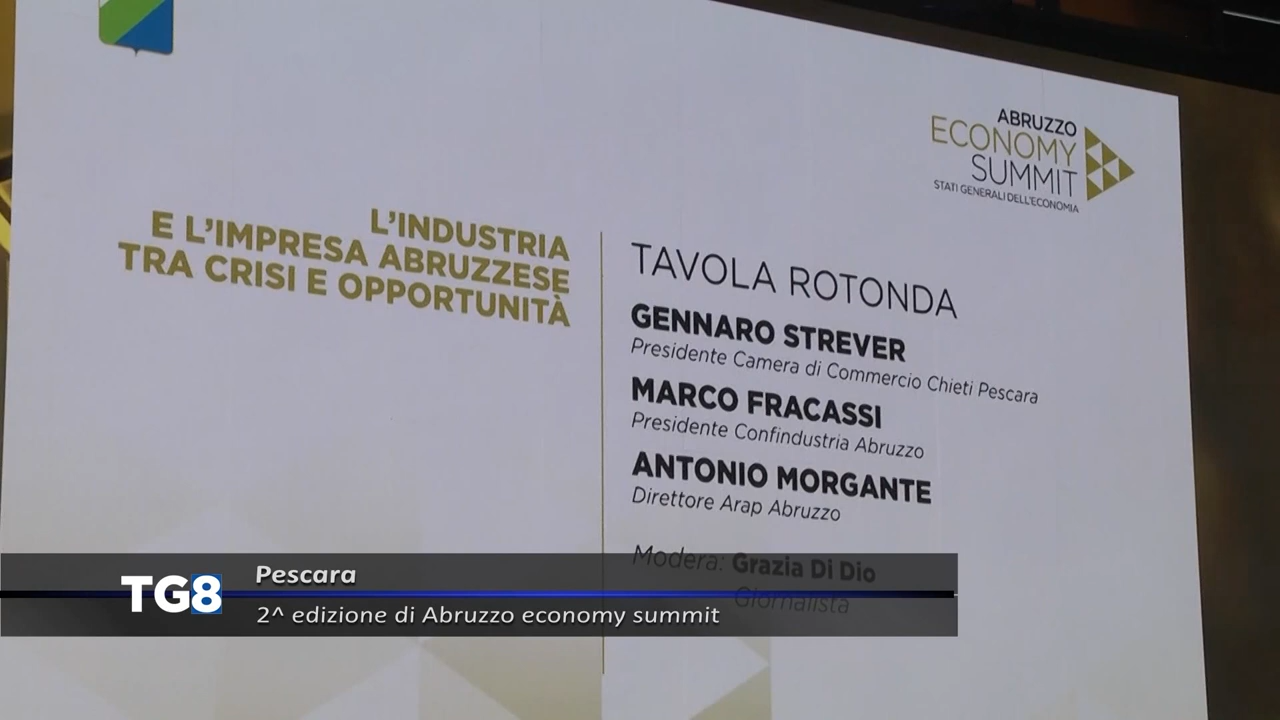 ABRUZZO
ECONOMY
SUMMIT
STATI GENERALI DELL'ECONOMIA
L'INDUSTRIA
E L'IMPRESA ABRUZZESE
TRA CRISI E OPPORTUNITÀ
TAVOLA ROTONDA
GENNARO STREVER
Presidente Camera di Commercio Chieti Pescara
MARCO FRACASSI
Presidente Confindustria Abruzzo
ANTONIO MORGANTE
Direttore Arap Abruzzo
Modera: Grazia Di Dio
Giornalista
TG8
Pescara
2^ edizione di Abruzzo economy summit